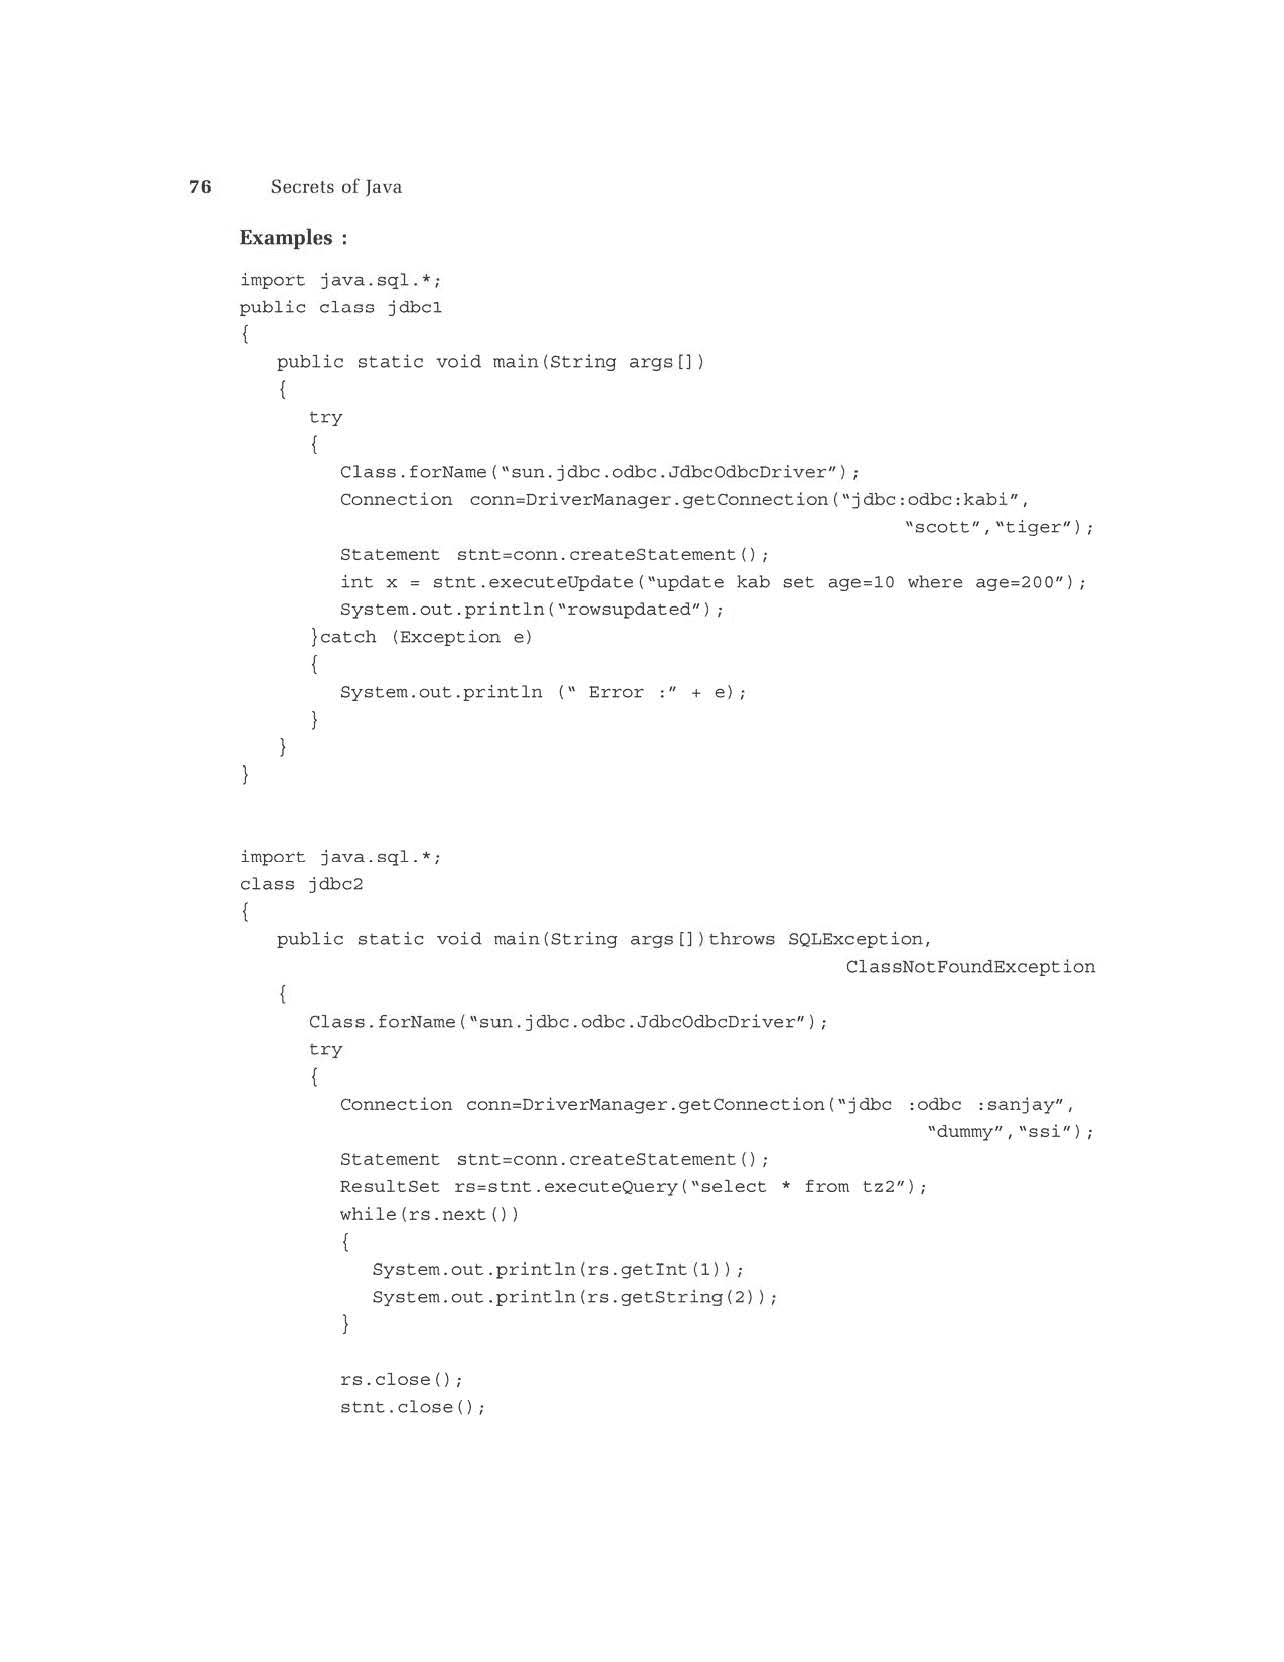 76 Secrets of Java
Examples :
import java.sql.*;
public class jdbc1
{
public static void main(String args[])
{
try
{
Class.forName(“sun.jdbc.odbc.JdbcOdbcDriver”);
Connection conn=DriverManager.getConnection(“jdbc:odbc:kabi”,
“scott”,“tiger”);
Statement stnt=conn.createStatement();
int x = stnt.executeUpdate(“update kab set age=10 where age=200”);
System.out.println(“rowsupdated”);
}catch (Exception e)
{
System.out.println (“ Error :” + e);
}
}
}
import java.sql.*;
class jdbc2
{
public static void main(String args[])throws SQLException,
ClassNotFoundException
{
Class.forName(“sun.jdbc.odbc.JdbcOdbcDriver”);
try
{
Connection conn=DriverManager.getConnection(“jdbc :odbc :sanjay”,
“dummy”,“ssi”);
Statement stnt=conn.createStatement();
ResultSet rs=stnt.executeQuery(“select * from tz2”);
while(rs.next())
{
System.out.println(rs.getInt(1));
System.out.println(rs.getString(2));
}
rs.close();
stnt.close();